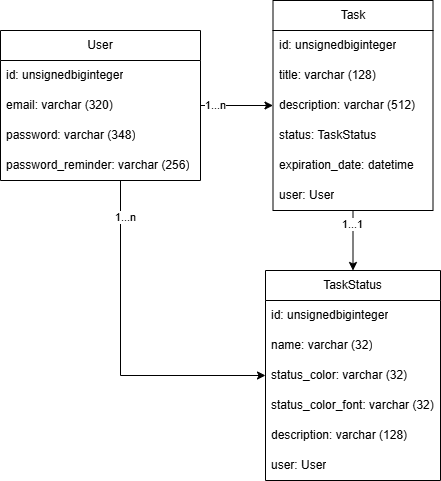 User
id: unsignedbiginteger
email: varchar (320)
password: varchar (348)
password_reminder: varchar (256)
1...n
1...n
Task
id: unsignedbiginteger
title: varchar (128)
description: varchar (512)
status: TaskStatus
expiration_date: datetime
user: User
1...1
TaskStatus
id: unsignedbiginteger
name: varchar (32)
status_color: varchar (32)
status_color_font: varchar (32)
description: varchar (128)
user: User